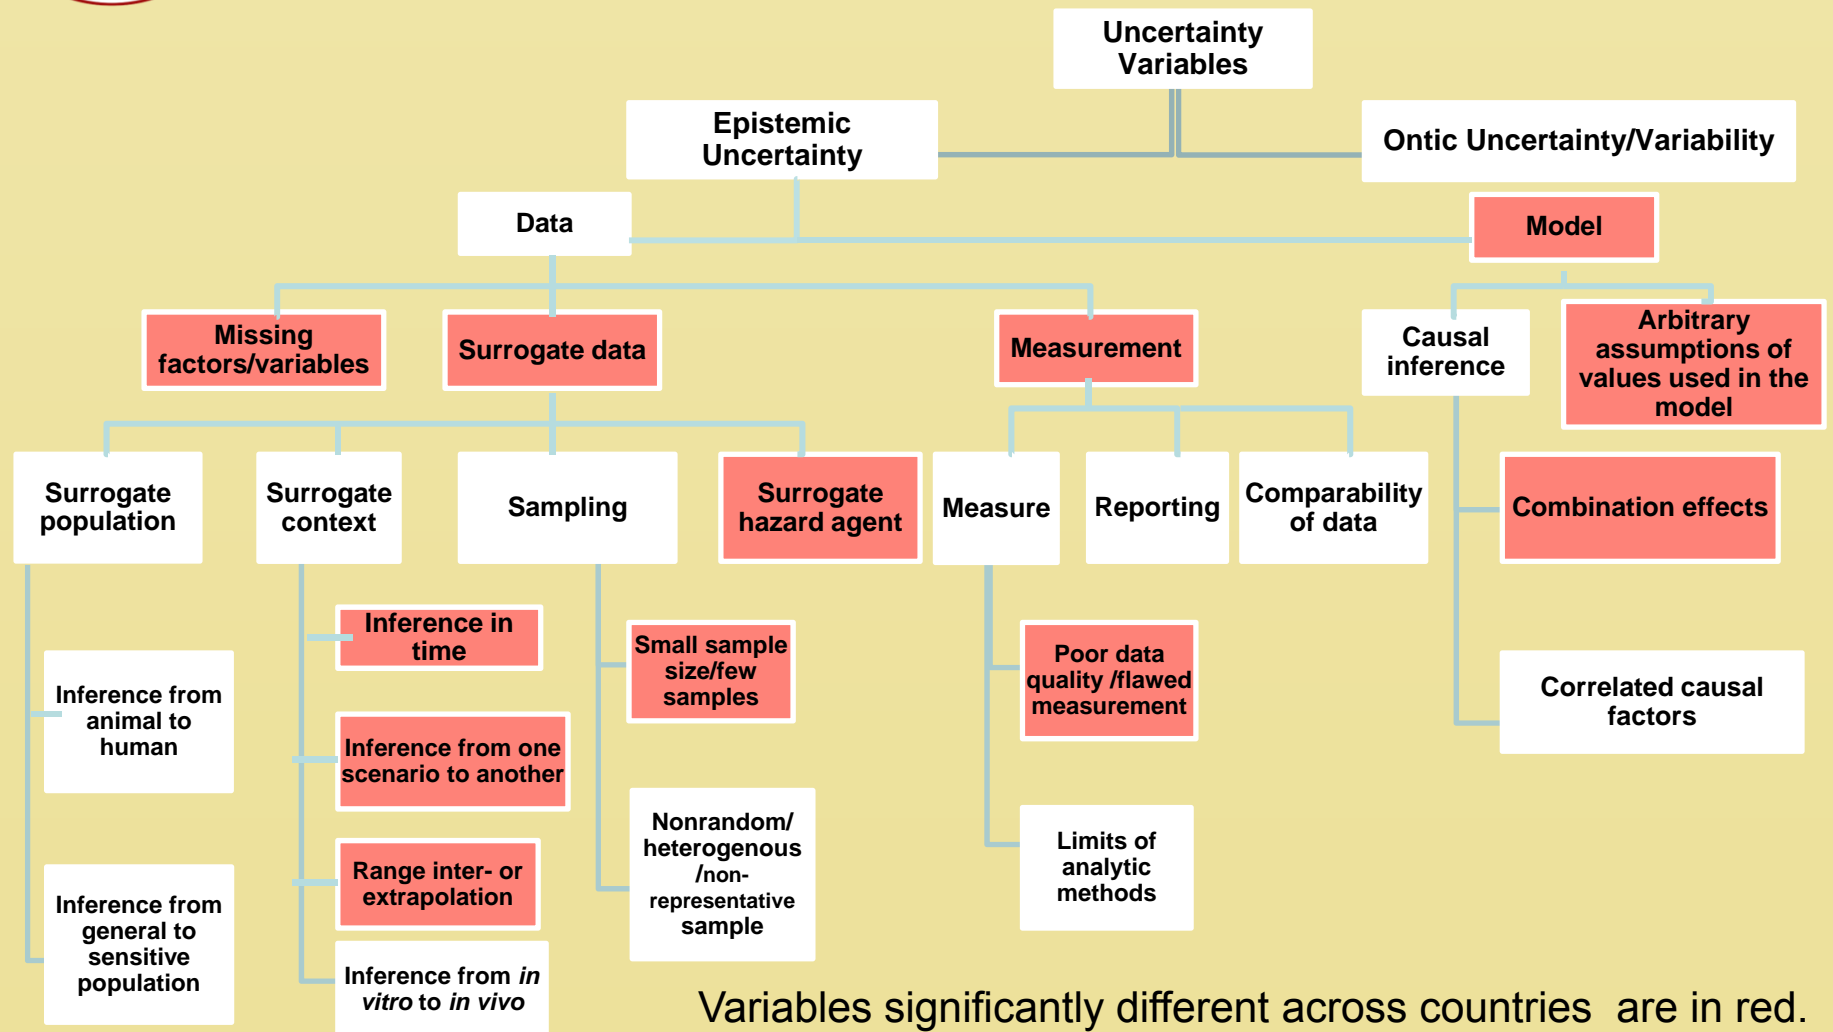 Uncertainty
Variables
Epistemic
Uncertainty
Ontic Uncertainty/Variability
Data
Model
Missing
factors/variables
Surrogate data
Measurement
Causal
inference
Arbitrary
assumptions of
values used in the
model
Surrogate
population
Surrogate
context
Sampling
Surrogate
hazard agent
Measure
Reporting
Comparability
of data
Combination effects
Inference in
time
Small sample
size/few
samples
Poor data
quality /flawed
measurement
Inference from
animal to
human
Correlated causal
factors
Inference from one
scenario to another
Nonrandom/
heterogenous
/non-
representative
sample
Limits of
analytic
methods
Range inter- or
extrapolation
Inference from
general to
sensitive
population
Inference from in
vitro to in vivo
Variables significantly different across countries  are in red.